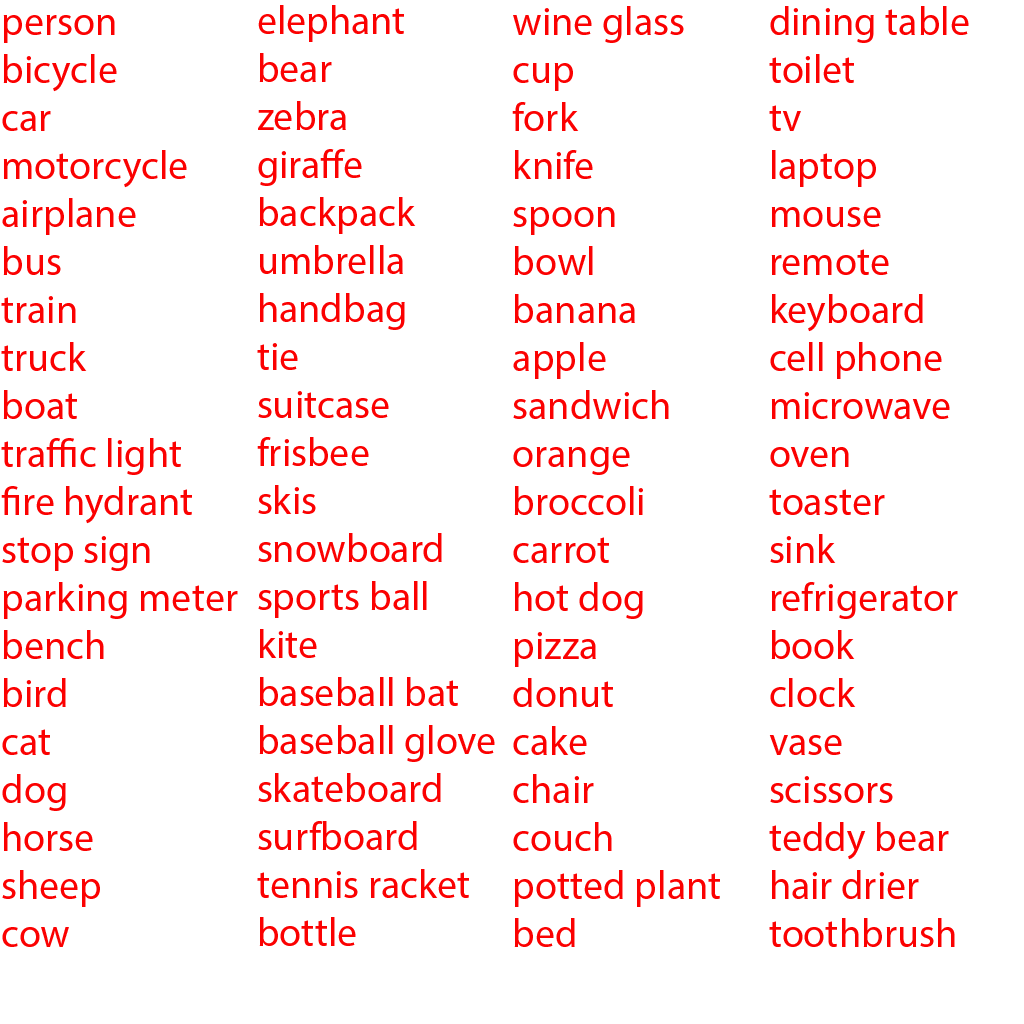 person
bicycle
car
motorcycle
airplane
bus
train
truck
boat
traffic light
fire hydrant
stop sign
parking meter
bench
bird
cat
dog
horse
sheep
cow
elephant
bear
zebra
giraffe
backpack
umbrella
handbag
tie
suitcase
frisbee
skis
snowboard
sports ball
kite
baseball bat
baseball glove
skateboard
surfboard
tennis racket
bottle
wine glass
cup
fork
knife
spoon
bowl
banana
apple
sandwich
orange
broccoli
carrot
hot dog
pizza
donut
cake
chair
couch
potted plant
bed
dining table
toilet
tv
laptop
mouse
remote
keyboard
cell phone
microwave
oven
toaster
sink
refrigerator
book
clock
vase
scissors
teddy bear
hair drier
toothbrush